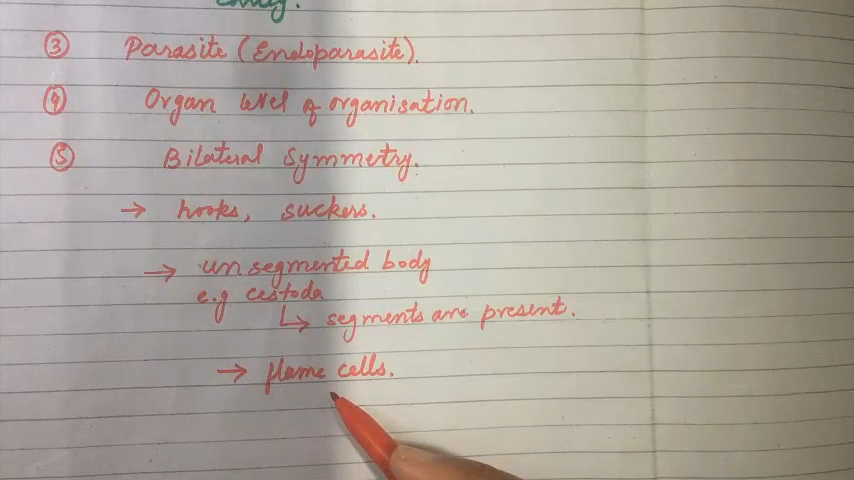 ③ Parasite (Endoparasite).
④ Organ level of organisation.
⑤ Bilateral Symmetry.
→ hooks, suckers.
→ unsegmented body
e.g cestoda
↳ segments are present.
→ flame cells.